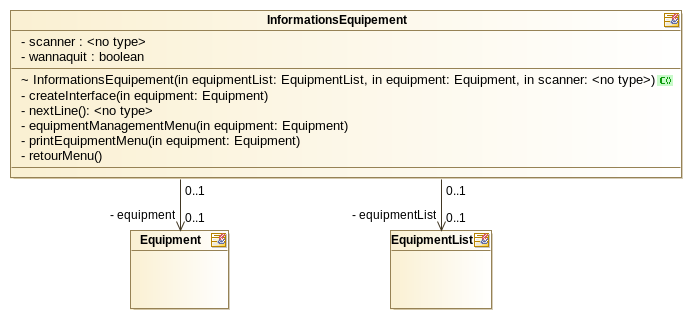 InformationsEquipement
- scanner : <no type>
- wannaquit : boolean
~ InformationsEquipement(in equipmentList: EquipmentList, in equipment: Equipment, in scanner: <no type>)
- createInterface(in equipment: Equipment)
- nextLine(): <no type>
- equipmentManagementMenu(in equipment: Equipment)
- printEquipmentMenu(in equipment: Equipment)
- retourMenu()
0..1 0..1
- equipment 0..1 - equipmentList 0..1
Equipment EquipmentList